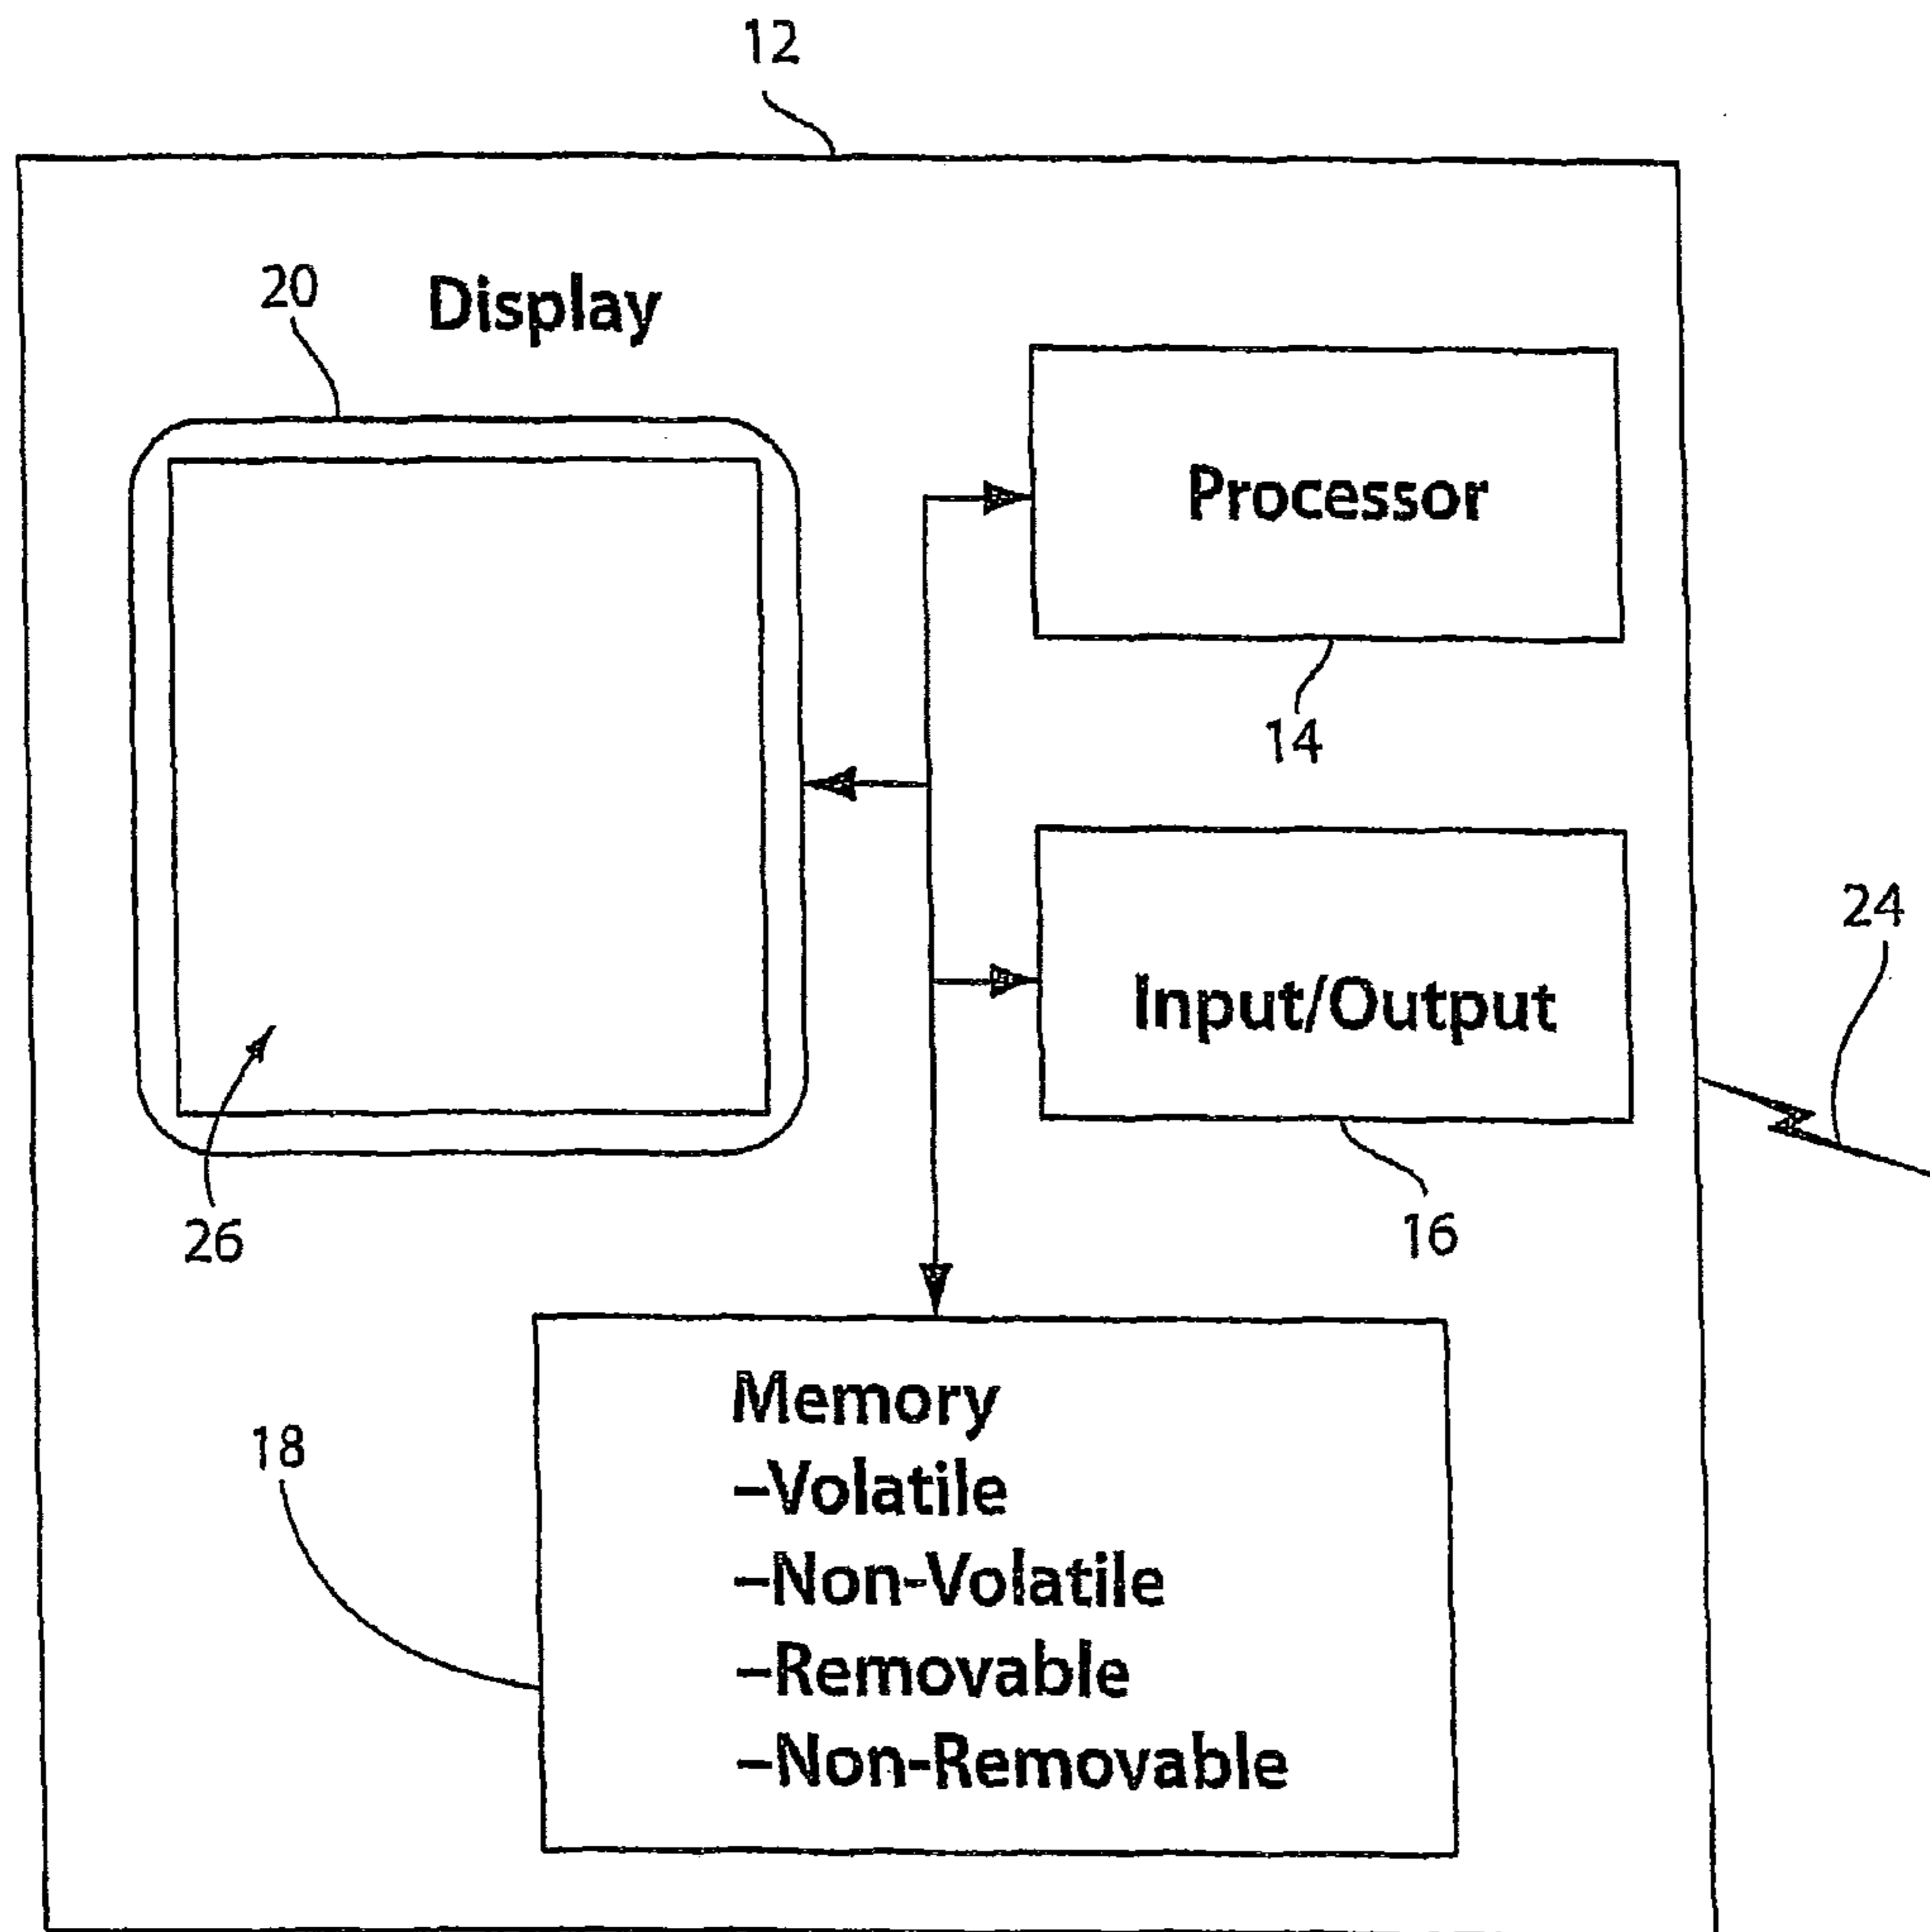 12
20
Display
Processor
14
24
Input/Output
16
26
Memory
–Volatile
–Non-Volatile
–Removable
–Non-Removable
18